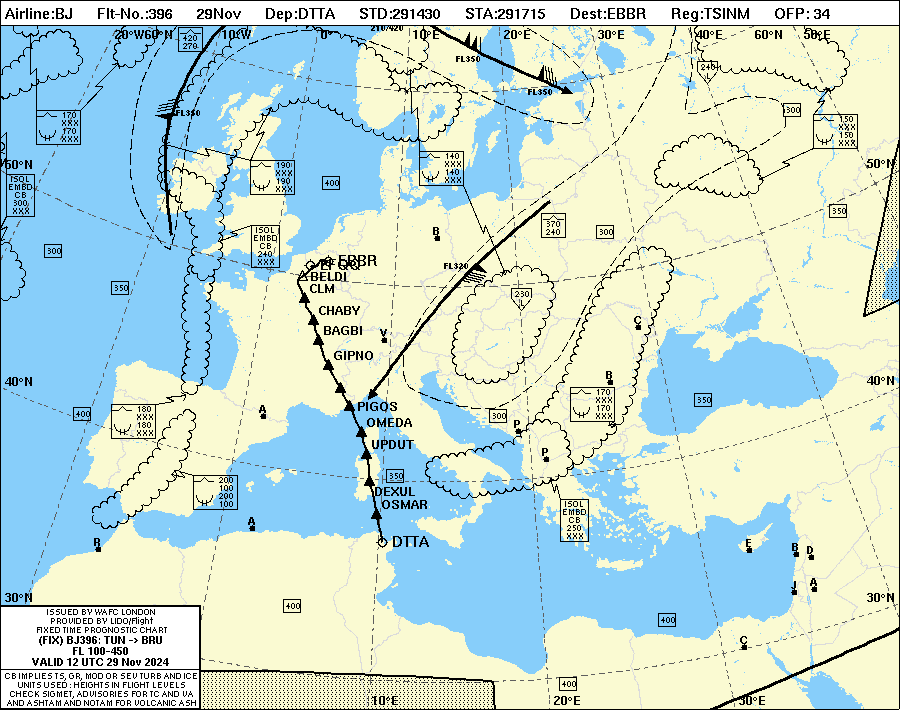 Airline:BJ Flt-No.:396 29Nov Dep:DTTA STD:291430 STA:291715 Dest:EBBR Reg:TSINM OFP: 34
20°W 60°N 10°W 0° 10°E 20°E 30°E 40°E 60°N 50°E
420
270
210/420
FL350
FL350
FL350
240
300
170
XXX
170
XXX
150
XXX
150
XXX
140
XXX
140
XXX
190
XXX
190
XXX
400
50°N
50°N
ISOL
EMBD
CB
300
XXX
350
370
240
300
B
ISOL
EMBD
CB
240
XXX
300
FL320
EBBR
BELDI
CLM
350
230
CHABY
BAGBI
V
C
GIPNO
40°N
40°N
B
170
XXX
170
XXX
350
PIGOS
400
180
XXX
180
XXX
A
300
OMEDA
P
UPDUT
P
350
200
100
200
100
DEXUL
OSMAR
ISOL
EMBD
CB
250
XXX
A
R
DTTA
E
B
D
J
A
30°N
30°N
400
400
C
ISSUED BY WAFC LONDON
PROVIDED BY LIDO/Flight
FIXED TIME PROGNOSTIC CHART
(FIX) BJ396: TUN -> BRU
FL 100-450
VALID 12 UTC 29 Nov 2024
CB IMPLIES TS, GR, MOD OR SEV TURB AND ICE
UNITS USED: HEIGHTS IN FLIGHT LEVELS
CHECK SIGMET, ADVISORIES FOR TC AND VA
AND ASHTAM AND NOTAM FOR VOLCANIC ASH
400
10°E
20°E
30°E